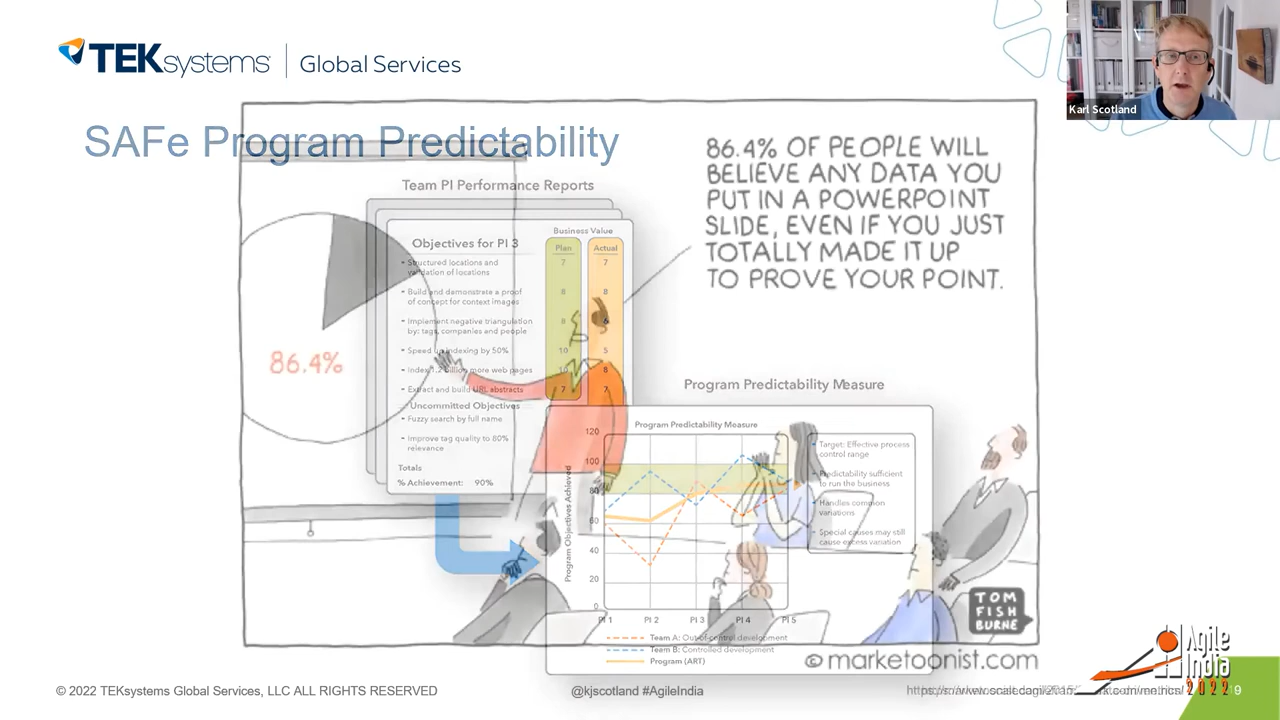 TEKsystems Global Services
Karl Scotland
SAFe Program Predictability
86.4% OF PEOPLE WILL
BELIEVE ANY DATA YOU
PUT IN A POWERPOINT
SLIDE, EVEN IF YOU JUST
TOTALLY MADE IT UP
TO PROVE YOUR POINT.
86.4%
Team PI Performance Reports
Business Value
Objectives for PI 3
Plan
Actual
• Structured locations and
validation of locations
7
7
• Build and demonstrate a proof
of concept for context images
8
8
• Implement negative triangulation
by: tags, companies and people
8
6
• Speed up indexing by 50%
10
5
• Index 1.2 billion more web pages
10
8
• Extract and build URL abstracts
7
7
Uncommitted Objectives
• Fuzzy search by full name
• Improve tag quality to 80%
relevance
Totals
% Achievement: 90%
Program Predictability Measure
Program Predictability Measure
Program Objectives Achieved
120
100
80
60
40
20
0
PI 1
PI 2
PI 3
PI 4
PI 5
Target: Effective process
control range
Predictability sufficient
to run the business
Handles common
variations
Special causes may still
cause excess variation
Team A: Out-of-control development
Team B: Controlled development
Program (ART)
TOM
FISH
BURNE
© marketoonist.com
© 2022 TEKsystems Global Services, LLC ALL RIGHTS RESERVED
@kjscotland #AgileIndia
9
Agile
India
2022